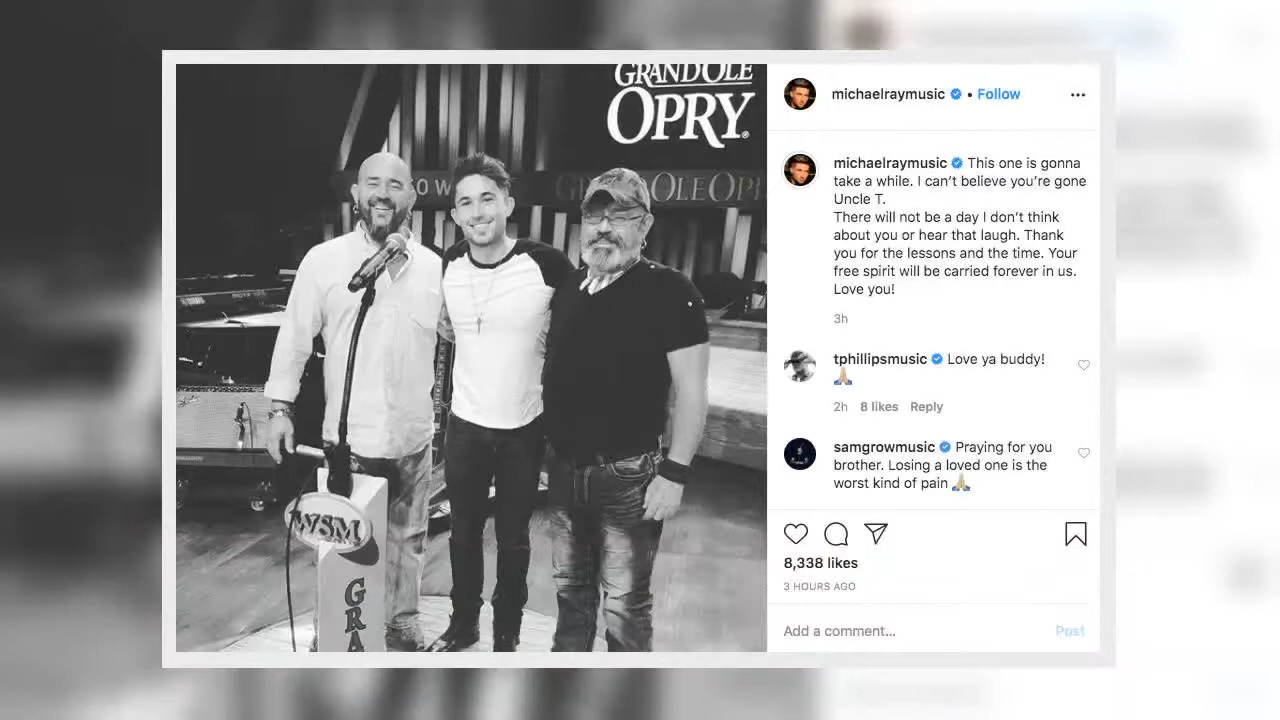 GRAND OLE
OPRY®
GRAND OLE OPR
WSM
GRA
michaelraymusic • Follow
michaelraymusic This one is gonna
take a while. I can’t believe you’re gone
Uncle T.
There will not be a day I don’t think
about you or hear that laugh. Thank
you for the lessons and the time. Your
free spirit will be carried forever in us.
Love you!
3h
tphillipsmusic Love ya buddy!
🙏🏼
2h 8 likes Reply
samgrowmusic Praying for you
brother. Losing a loved one is the
worst kind of pain 🙏🏼
8,338 likes
3 HOURS AGO
Add a comment...
Post